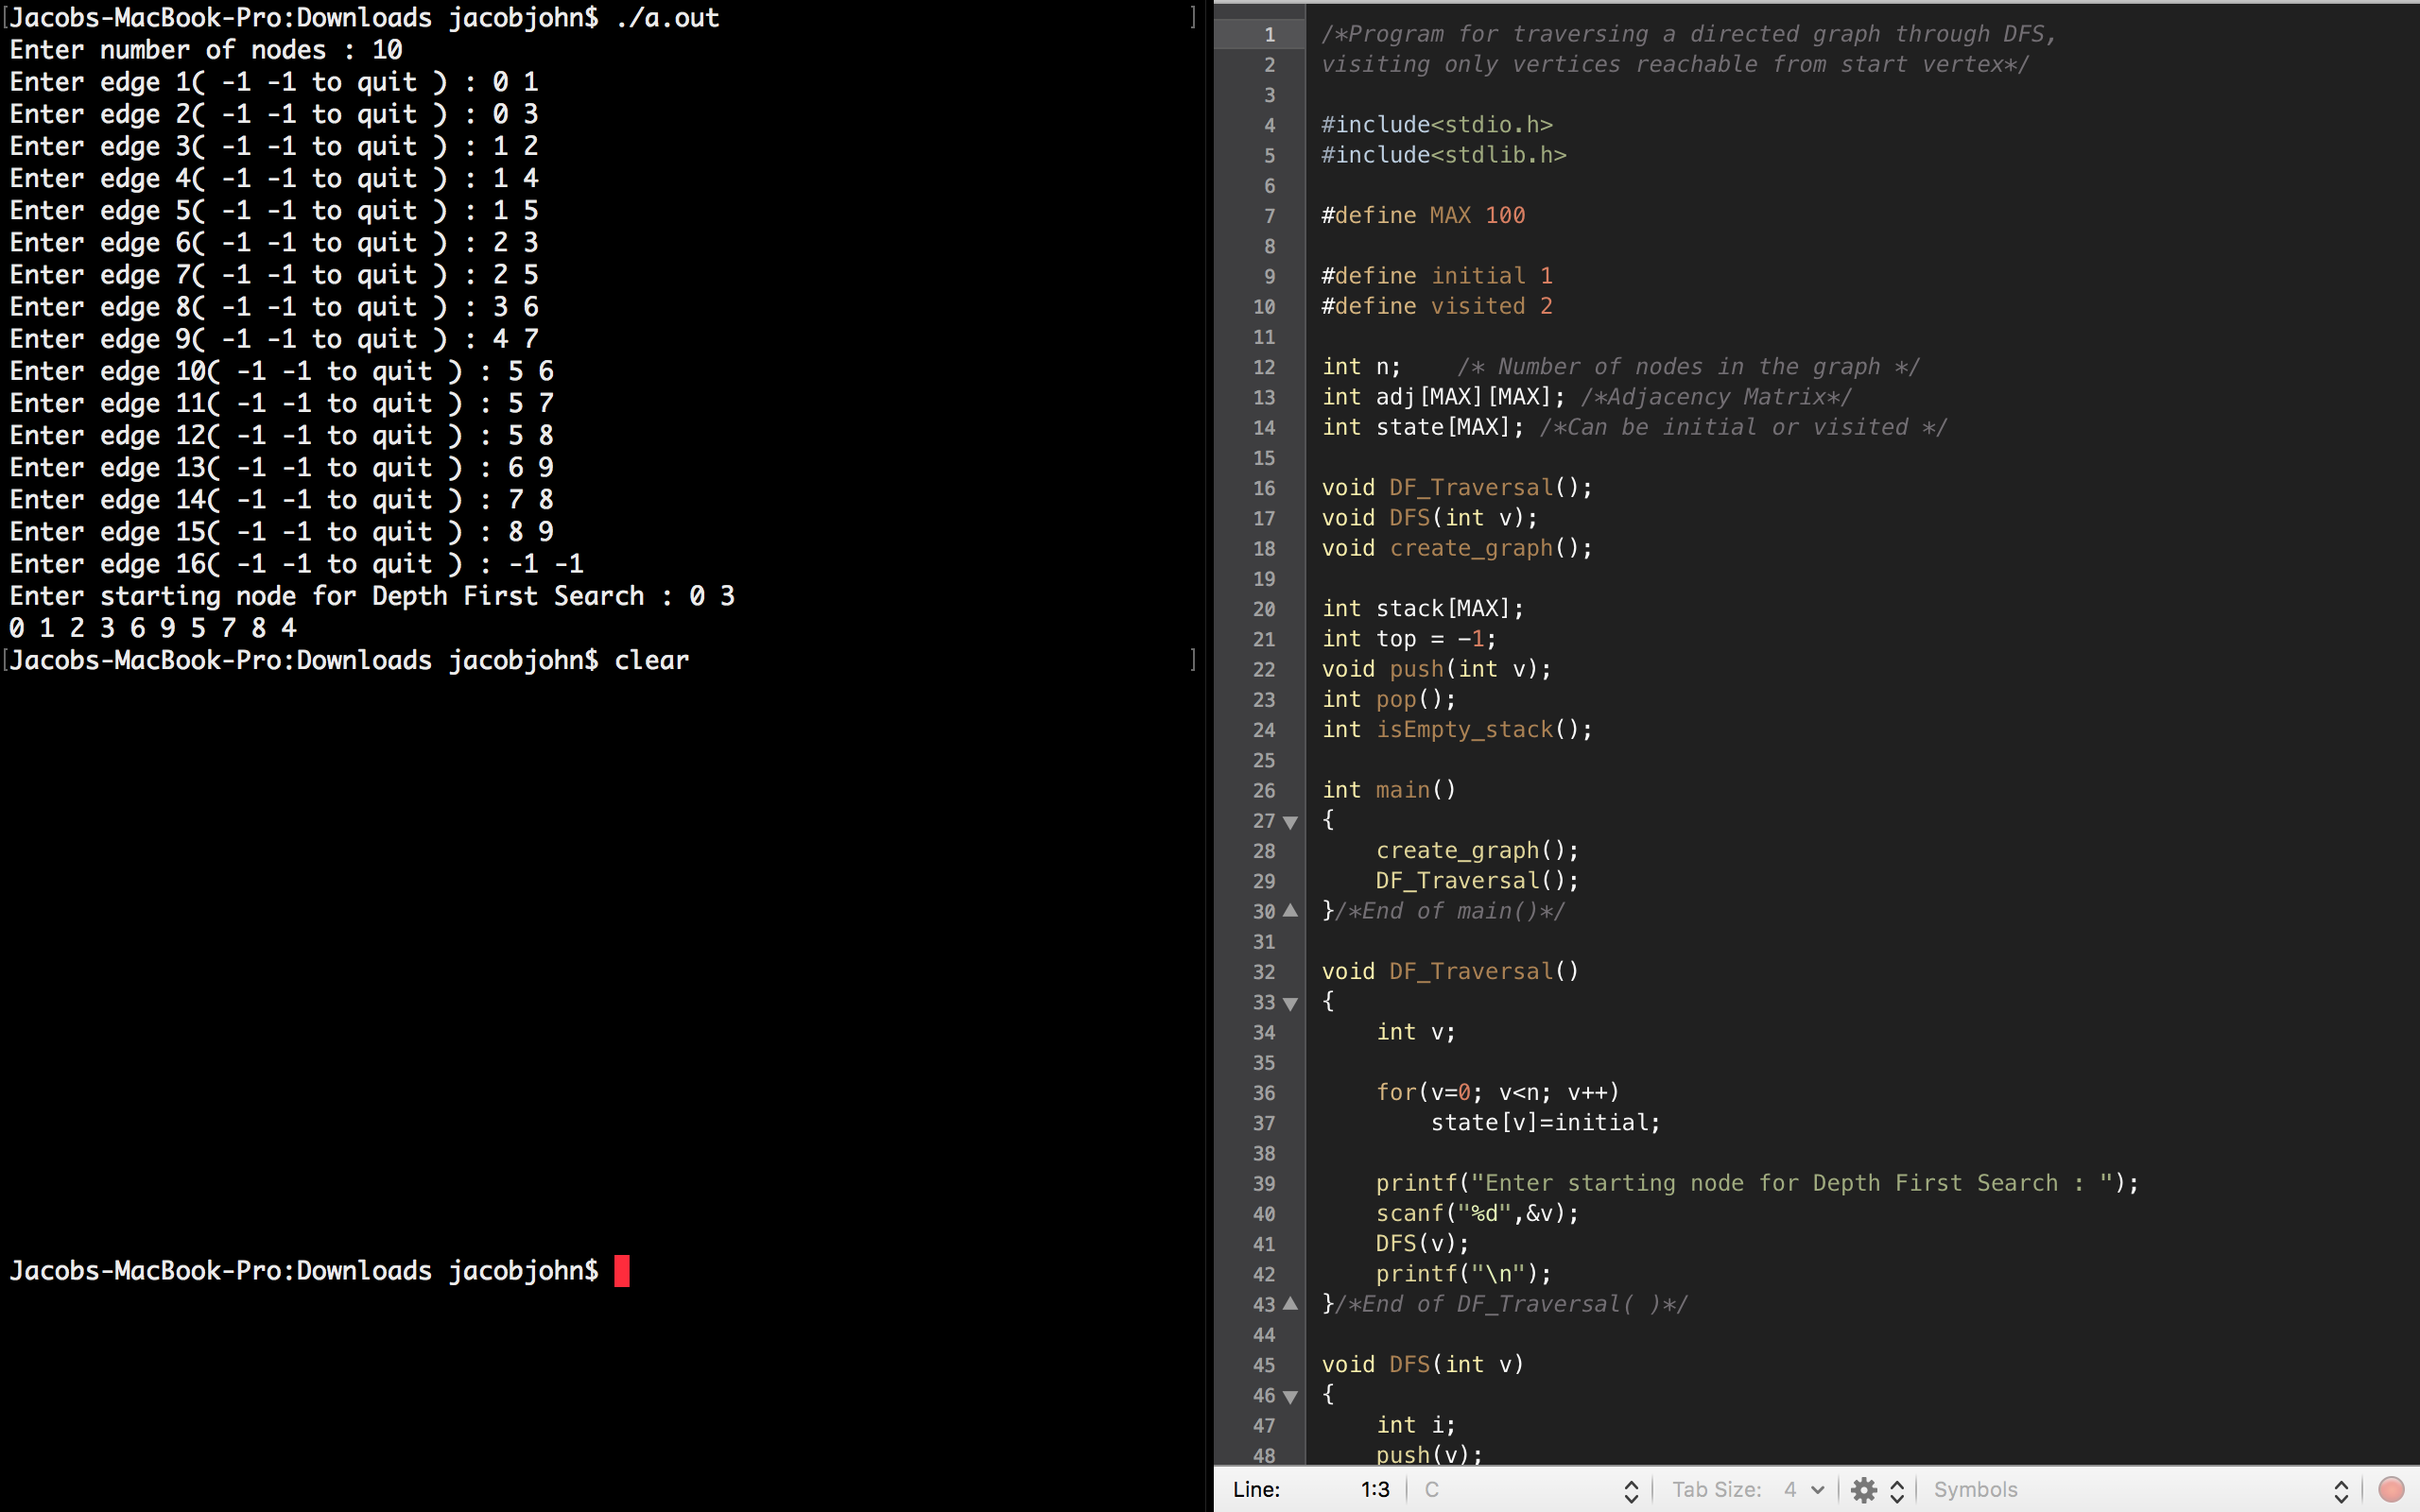 Jacobs-MacBook-Pro:Downloads jacobjohn$ ./a.out
Enter number of nodes : 10
Enter edge 1( -1 -1 to quit ) : 0 1
Enter edge 2( -1 -1 to quit ) : 0 3
Enter edge 3( -1 -1 to quit ) : 1 2
Enter edge 4( -1 -1 to quit ) : 1 4
Enter edge 5( -1 -1 to quit ) : 1 5
Enter edge 6( -1 -1 to quit ) : 2 3
Enter edge 7( -1 -1 to quit ) : 2 5
Enter edge 8( -1 -1 to quit ) : 3 6
Enter edge 9( -1 -1 to quit ) : 4 7
Enter edge 10( -1 -1 to quit ) : 5 6
Enter edge 11( -1 -1 to quit ) : 5 7
Enter edge 12( -1 -1 to quit ) : 5 8
Enter edge 13( -1 -1 to quit ) : 6 9
Enter edge 14( -1 -1 to quit ) : 7 8
Enter edge 15( -1 -1 to quit ) : 8 9
Enter edge 16( -1 -1 to quit ) : -1 -1
Enter starting node for Depth First Search : 0 3
0 1 2 3 6 9 5 7 8 4
Jacobs-MacBook-Pro:Downloads jacobjohn$ clear
Jacobs-MacBook-Pro:Downloads jacobjohn$
1 /*Program for traversing a directed graph through DFS,
2 visiting only vertices reachable from start vertex*/
3
4 #include<stdio.h>
5 #include<stdlib.h>
6
7 #define MAX 100
8
9 #define initial 1
10 #define visited 2
11
12 int n;    /* Number of nodes in the graph */
13 int adj[MAX][MAX]; /*Adjacency Matrix*/
14 int state[MAX]; /*Can be initial or visited */
15
16 void DF_Traversal();
17 void DFS(int v);
18 void create_graph();
19
20 int stack[MAX];
21 int top = -1;
22 void push(int v);
23 int pop();
24 int isEmpty_stack();
25
26 int main()
27 {
28     create_graph();
29     DF_Traversal();
30 }/*End of main()*/
31
32 void DF_Traversal()
33 {
34     int v;
35
36     for(v=0; v<n; v++)
37         state[v]=initial;
38
39     printf("Enter starting node for Depth First Search : ");
40     scanf("%d",&v);
41     DFS(v);
42     printf("\n");
43 }/*End of DF_Traversal( )*/
44
45 void DFS(int v)
46 {
47     int i;
48     push(v);
Line: 1:3 C Tab Size: 4 Symbols